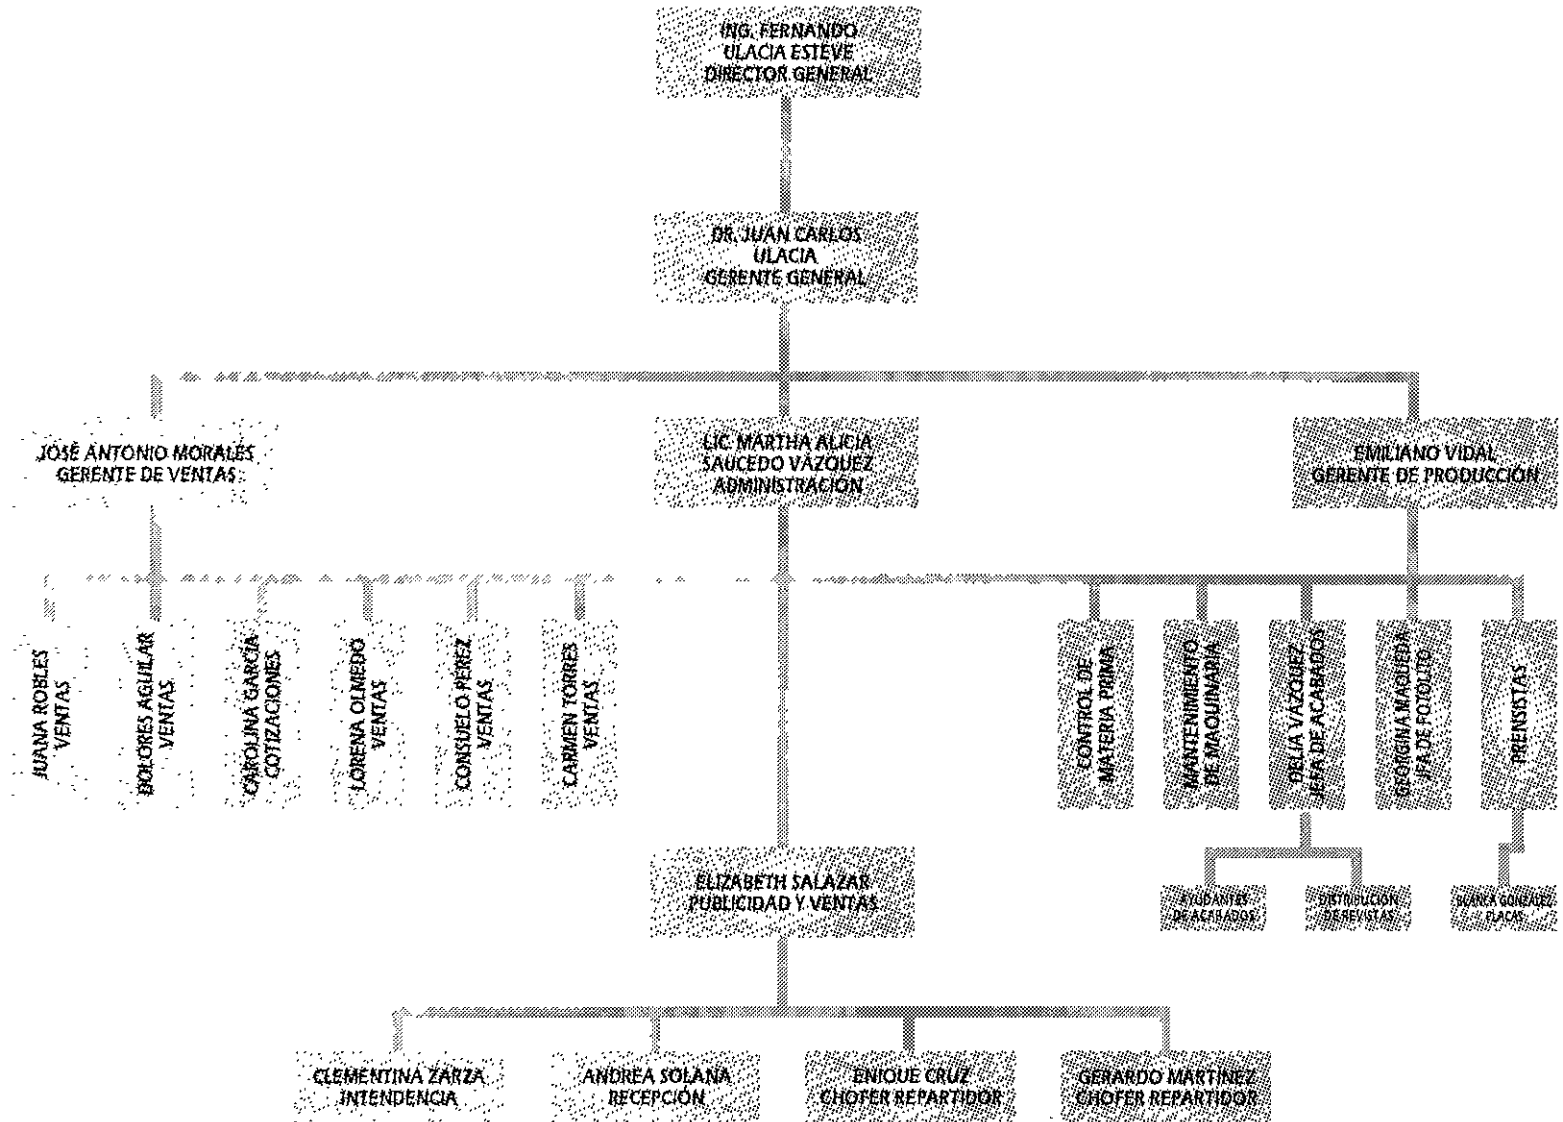 ING. FERNANDO
ULACIA ESTEVE
DIRECTOR GENERAL
DR. JUAN CARLOS
ULACIA
GERENTE GENERAL
JOSÉ ANTONIO MORALES
GERENTE DE VENTAS
LIC. MARTHA ALICIA
SAUCEDO VÁZQUEZ
ADMINISTRACIÓN
EMILIANO VIDAL
GERENTE DE PRODUCCIÓN
JUANA ROBLES
VENTAS
DOLORES AGUILAR
VENTAS
CAROLINA GARCÍA
COTIZACIONES
LORENA OLMEDO
VENTAS
CONSUELO PÉREZ
VENTAS
CARMEN TORRES
VENTAS
CONTROL DE
MATERIA PRIMA
MANTENIMIENTO
DE MAQUINARIA
DELIA VÁZQUEZ
JEFA DE ACABADOS
GEORGINA MAQUEDA
JFA DE FOTOLITO
PRENSISTAS
ELIZABETH SALAZAR
PUBLICIDAD Y VENTAS
AYUDANTES
DE ACABADOS
DISTRIBUCIÓN
DE REVISTAS
BLANCA GONZÁLEZ
PLACAS
CLEMENTINA ZARZA
INTENDENCIA
ANDREA SOLANA
RECEPCIÓN
ENIQUE CRUZ
CHOFER REPARTIDOR
GERARDO MARTÍNEZ
CHOFER REPARTIDOR